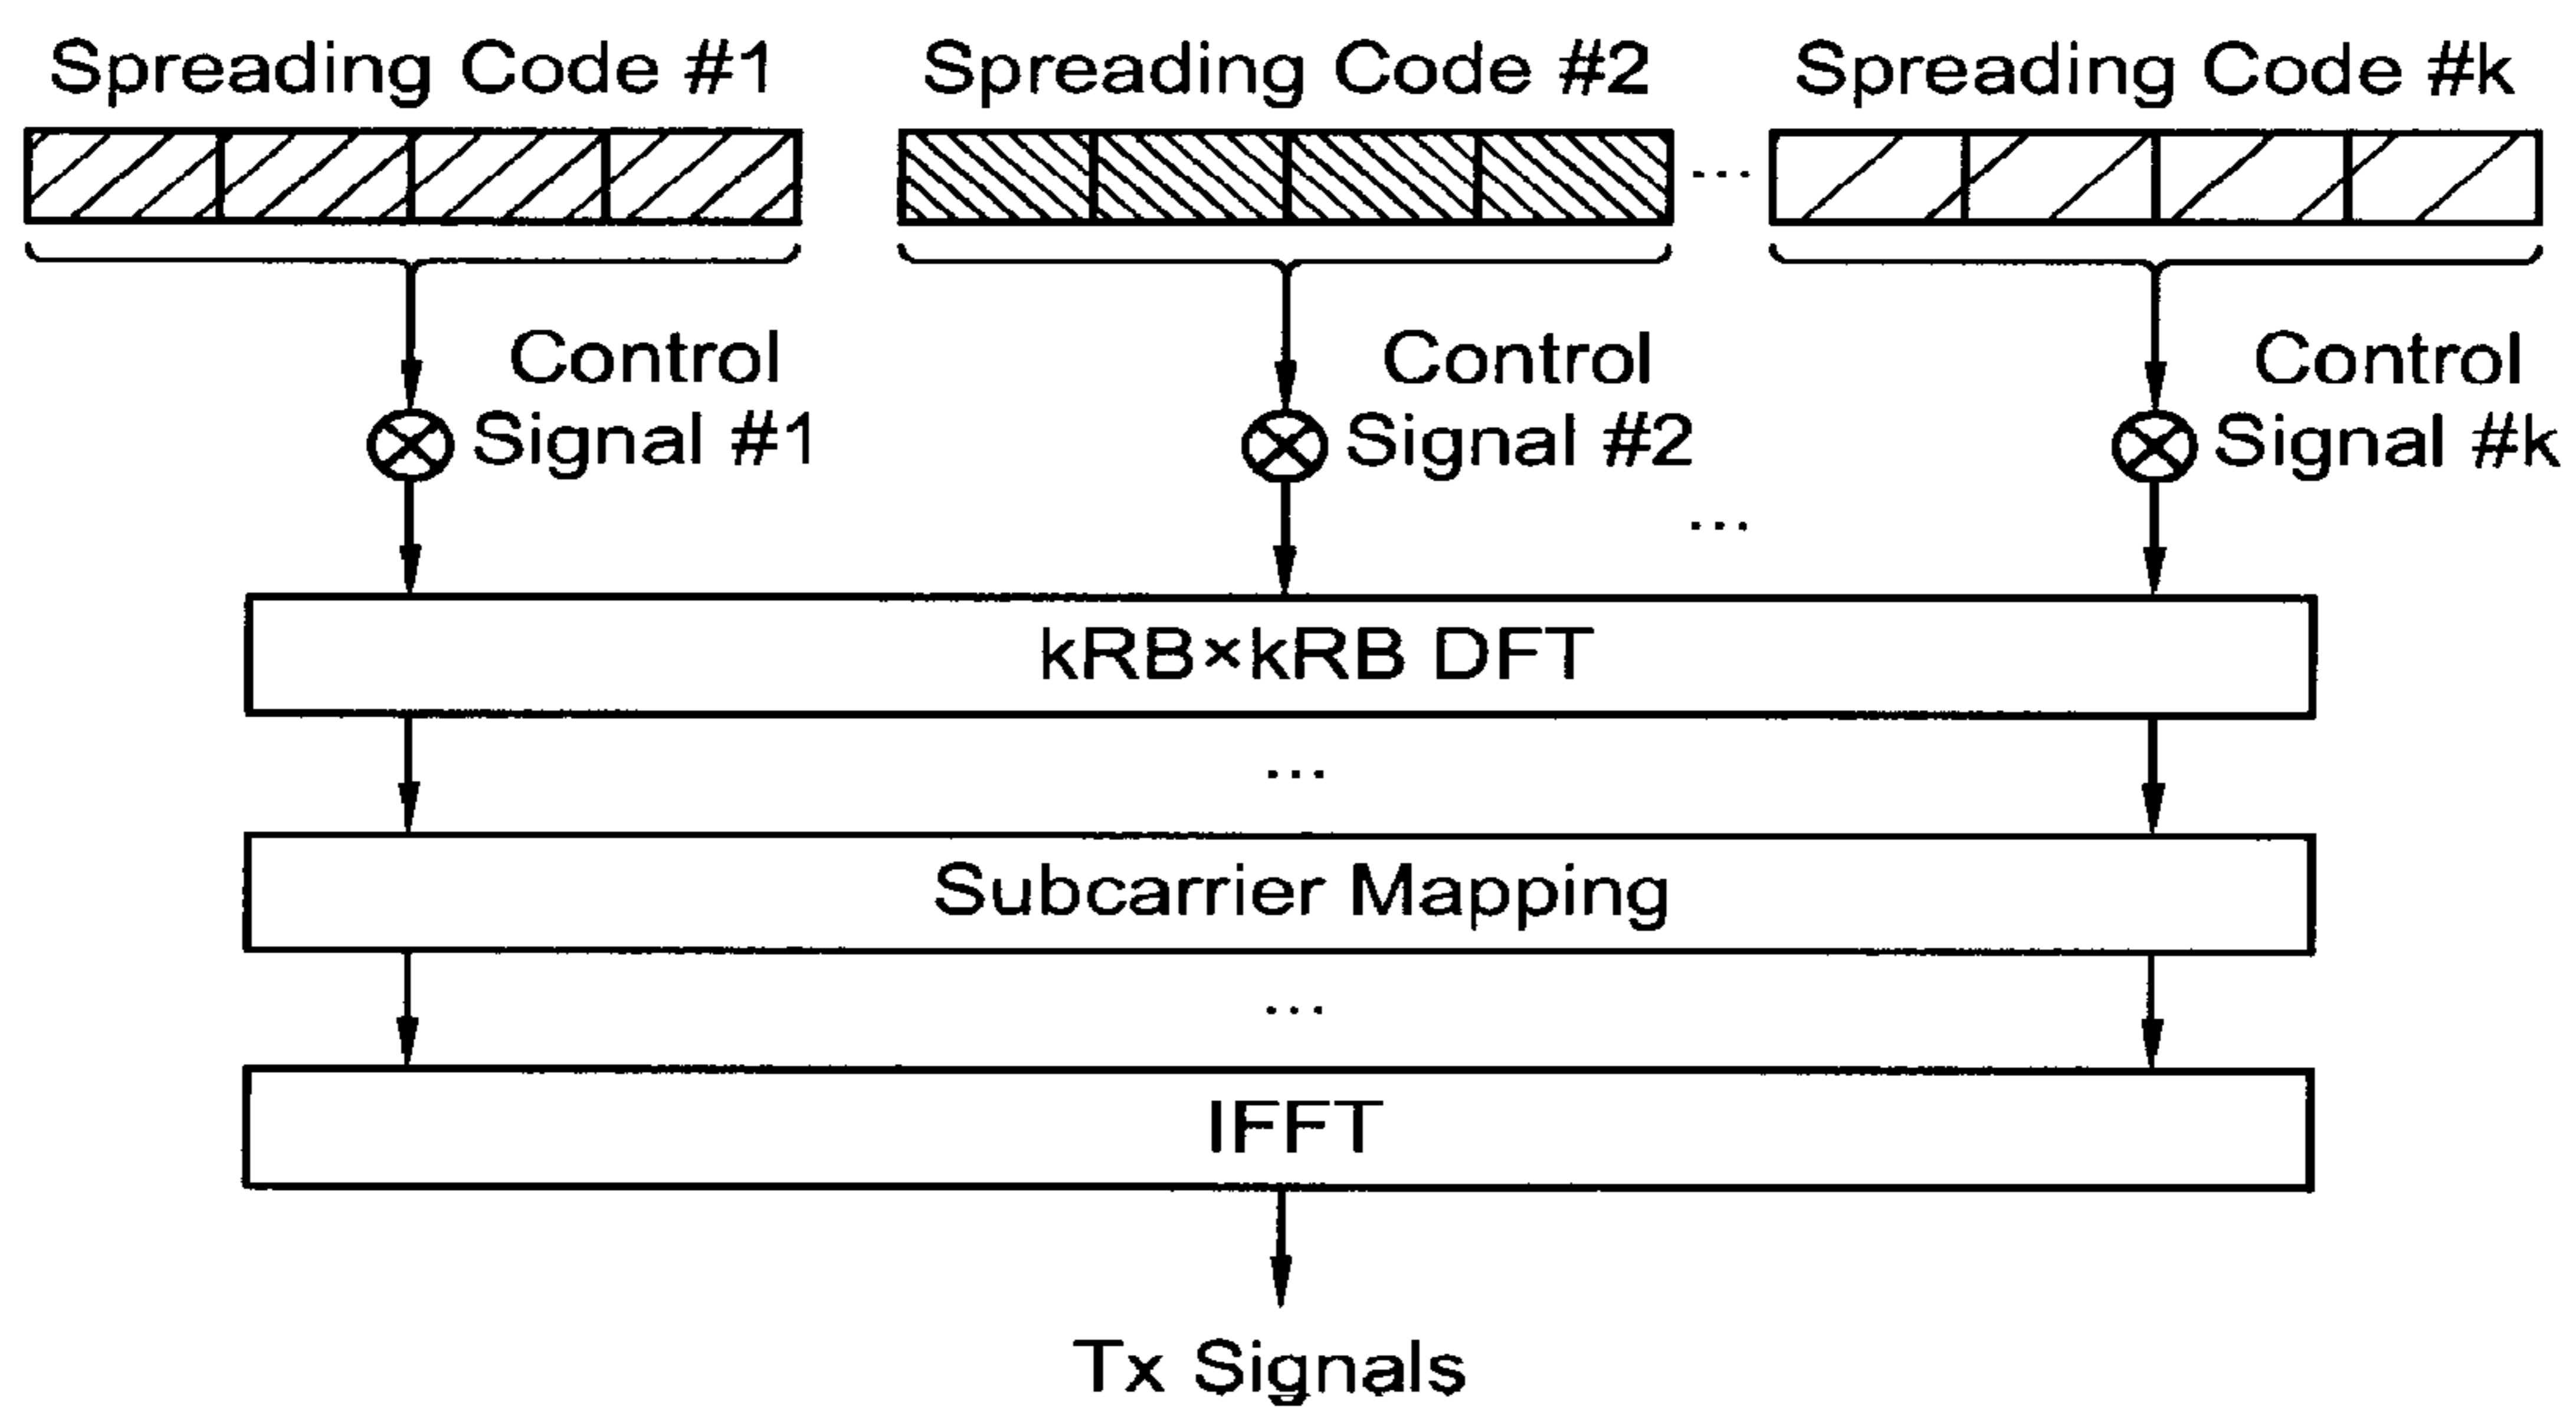 Spreading Code #1
Spreading Code #2
Spreading Code #k
...
Control
Signal #1
Control
Signal #2
Control
Signal #k
...
kRB×kRB DFT
...
Subcarrier Mapping
...
IFFT
Tx Signals